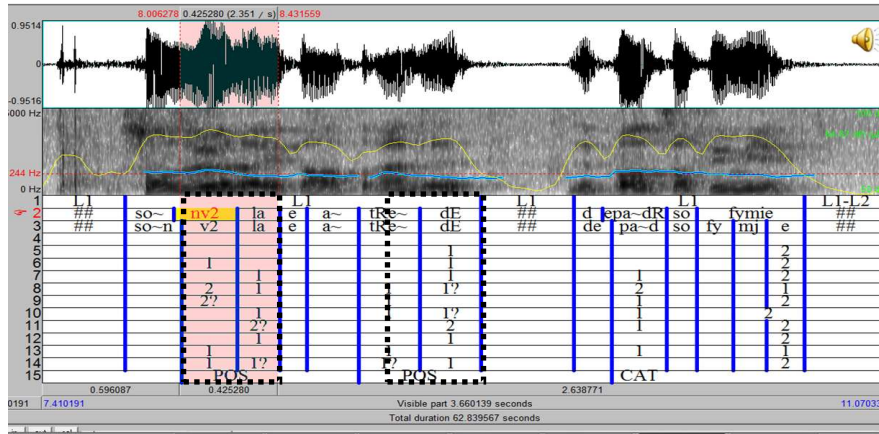 8.006278 0.425280 (2.351 / s) 8.431559
0.9514
0
-0.9516
5000 Hz
244 Hz
0 Hz
1 L1 L1 L1 L1 L1-L2
2 ## so~ nv2 la e a~ tRe~ dE ## d epa~dR so fymie ##
3 ## so~n v2 la e a~ tRe~ dE ## de pa~d so fy mj e ##
4
5 1 2
6 1 1 2
7 1 1 1 2
8 2 1 1 1? 2 1
9 2? 1 2
10 1 1? 1 2
11 2? 2 1 2
12 1 1 2
13 1 1 1 1
14 1 1? 1? 1 2
15 POS POS CAT
0.596087 0.425280 2.638771
0191 7.410191 Visible part 3.660139 seconds 11.07033
Total duration 62.839567 seconds